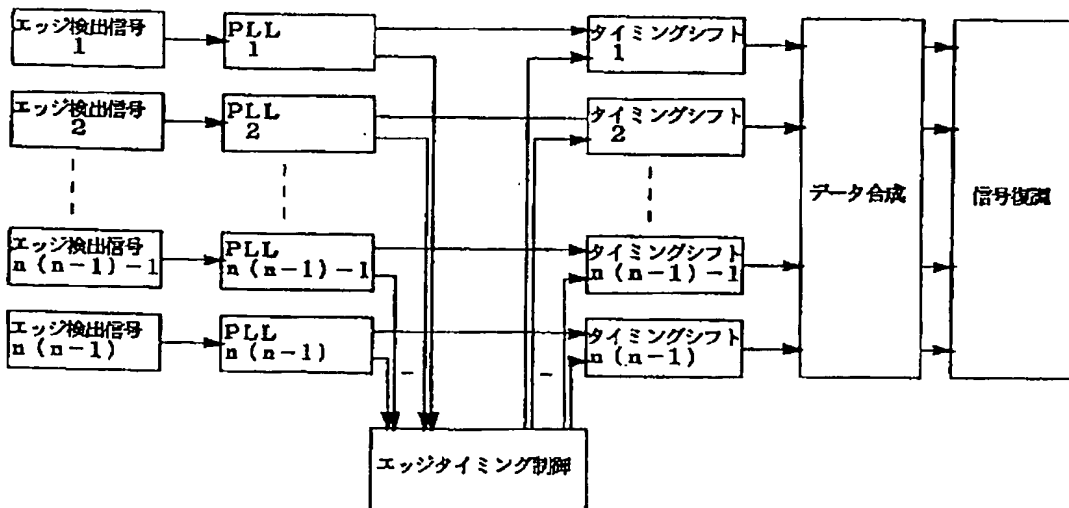 エッジ検出信号
1
PLL
1
タイミングシフト
1
エッジ検出信号
2
PLL
2
タイミングシフト
2
データ合成
信号復調
エッジ検出信号
n(n-1)-1
PLL
n(n-1)-1
タイミングシフト
n(n-1)-1
エッジ検出信号
n(n-1)
PLL
n(n-1)
タイミングシフト
n(n-1)
エッジタイミング制御